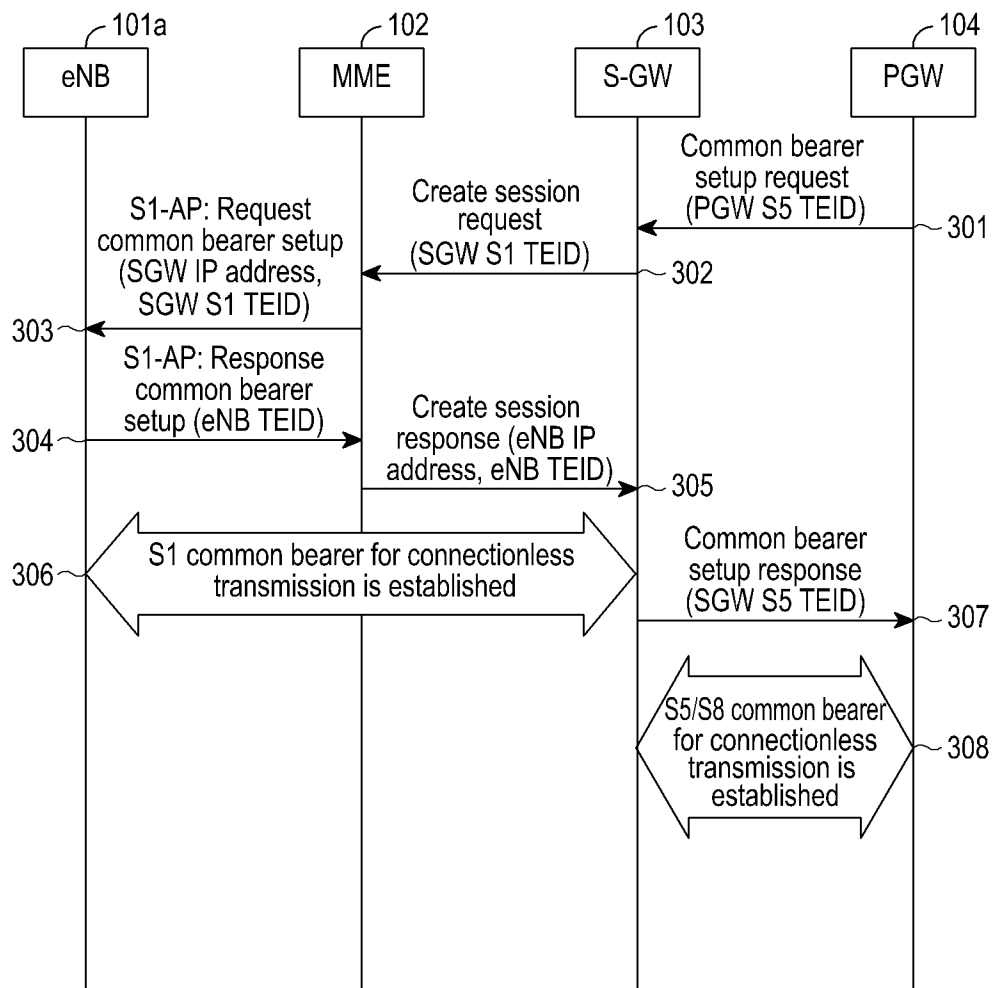 101a
102
103
104
eNB
MME
S-GW
PGW
Common bearer
setup request
(PGW S5 TEID)
301
Create session
request
(SGW S1 TEID)
302
S1-AP: Request
common bearer setup
(SGW IP address,
SGW S1 TEID)
303
S1-AP: Response
common bearer
setup (eNB TEID)
304
Create session
response (eNB IP
address, eNB TEID)
305
S1 common bearer for connectionless
transmission is established
306
Common bearer
setup response
(SGW S5 TEID)
307
S5/S8 common bearer
for connectionless
transmission is
established
308